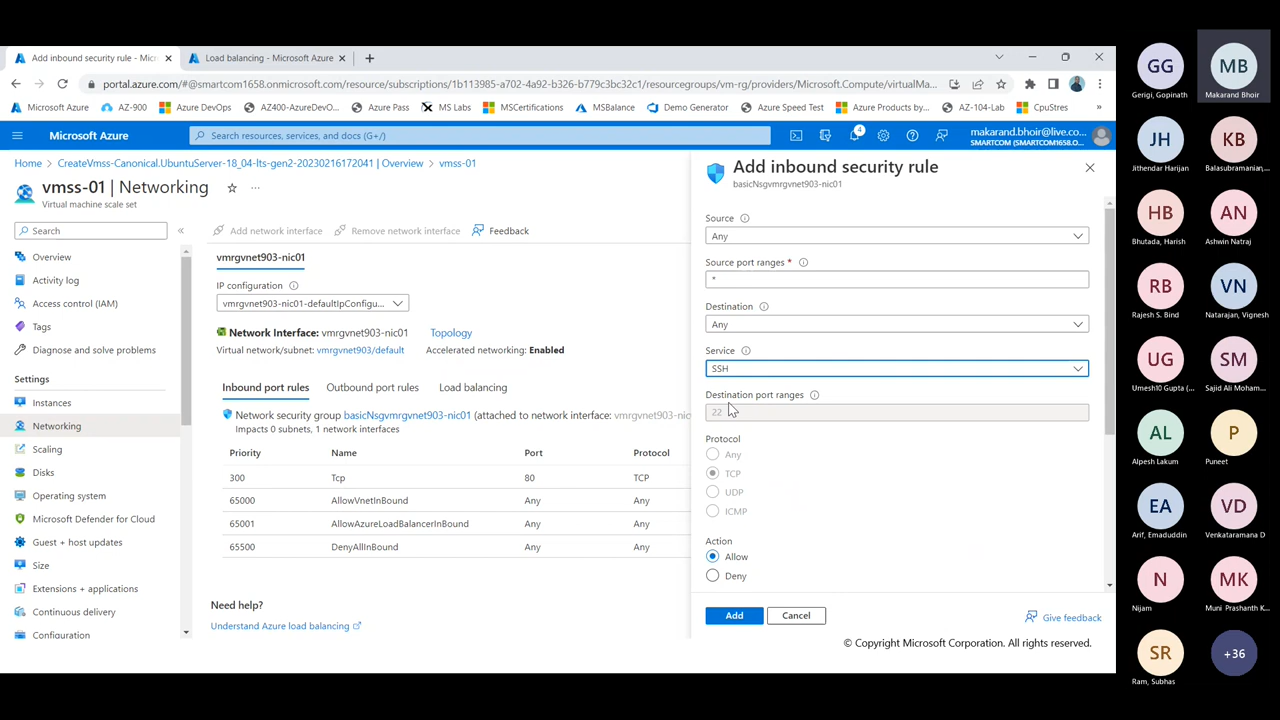 Add inbound security rule - Micr
Load balancing - Microsoft Azure
portal.azure.com/#@smartcom1658.onmicrosoft.com/resource/subscriptions/1b113985-a702-4a92-b326-b779c3bc32c1/resourcegroups/vm-rg/providers/Microsoft.Compute/virtualMa...
Microsoft Azure
AZ-900
Azure DevOps
AZ400-AzureDevO...
Azure Pass
MS Labs
MSCertifications
MSBalance
Demo Generator
Azure Speed Test
Azure Products by...
AZ-104-Lab
CpuStres
»
Microsoft Azure
Search resources, services, and docs (G+/)
4
makarand.bhoir@live.co...
SMARTCOM (SMARTCOM1658.O...
Home > CreateVmss-Canonical.UbuntuServer-18_04-lts-gen2-20230216172041 | Overview > vmss-01
vmss-01 | Networking
Virtual machine scale set
Search
«
Overview
Activity log
Access control (IAM)
Tags
Diagnose and solve problems
Settings
Instances
Networking
Scaling
Disks
Operating system
Microsoft Defender for Cloud
Guest + host updates
Size
Extensions + applications
Continuous delivery
Configuration
Add network interface
Remove network interface
Feedback
vmrgvnet903-nic01
IP configuration
vmrgvnet903-nic01-defaultIpConfigu...
Network Interface: vmrgvnet903-nic01 Topology
Virtual network/subnet: vmrgvnet903/default Accelerated networking: Enabled
Inbound port rules Outbound port rules Load balancing
Network security group basicNsgvmrgvnet903-nic01 (attached to network interface: vmrgvnet903-nic
Impacts 0 subnets, 1 network interfaces
Priority Name Port Protocol
300 Tcp 80 TCP
65000 AllowVnetInBound Any Any
65001 AllowAzureLoadBalancerInBound Any Any
65500 DenyAllInBound Any Any
Need help?
Understand Azure load balancing
Add inbound security rule
basicNsgvmrgvnet903-nic01
Source
Any
Source port ranges *
*
Destination
Any
Service
SSH
Destination port ranges
22
Protocol
Any
TCP
UDP
ICMP
Action
Allow
Deny
Add
Cancel
Give feedback
© Copyright Microsoft Corporation. All rights reserved.
GG
Gerigi, Gopinath
MB
Makarand Bhoir
JH
Jithendar Harijan
KB
Balasubramanian,...
HB
Bhutada, Harish
AN
Ashwin Natraj
RB
Rajesh S. Bind
VN
Natarajan, Vignesh
UG
Umesh10 Gupta (...
SM
Sajid Ali Moham...
AL
Alpesh Lakum
P
Puneet
EA
Arif, Emaduddin
VD
Venkataramana D
N
Nijam
MK
Muni Prashanth K...
SR
Ram, Subhas
+36